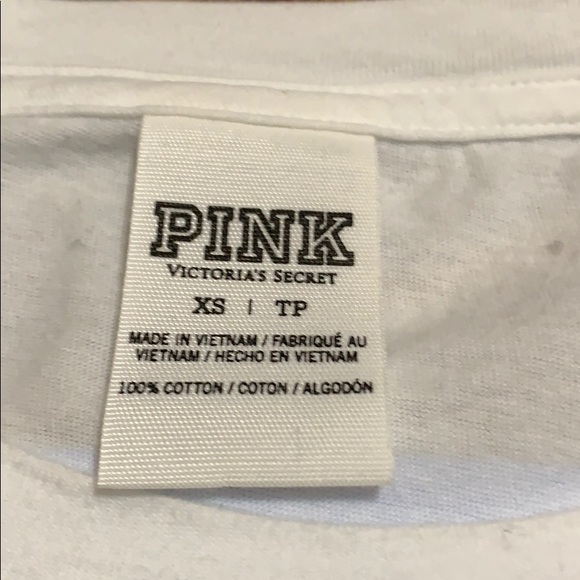 PINK
VICTORIA'S SECRET
XS | TP
MADE IN VIETNAM / FABRIQUÉ AU
VIETNAM / HECHO EN VIETNAM
100% COTTON / COTON / ALGODÓN